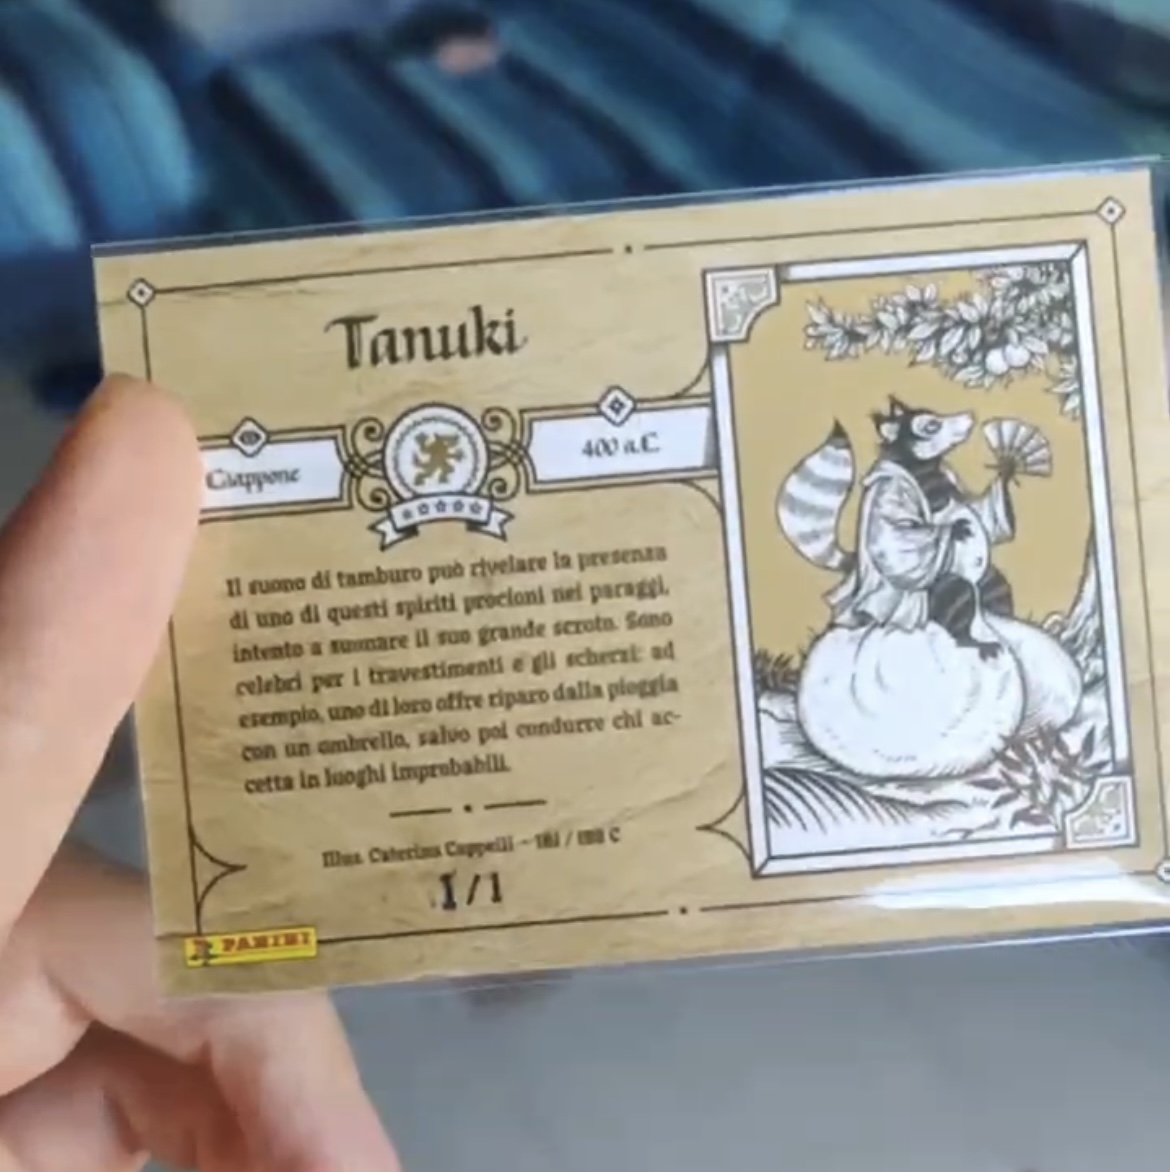 Tanuki
Giappone
400 a.C.
Il suono di tamburo può rivelare la presenza
di uno di questi spiriti procioni nei paraggi,
intento a suonare il suo grande scroto. Sono
celebri per i travestimenti e gli scherzi: ad
esempio, uno di loro offre riparo dalla pioggia
con un ombrello, salvo poi condurre chi ac-
cetta in luoghi improbabili.
Illus. Caterina Cappelli – / C
1/1
PANINI